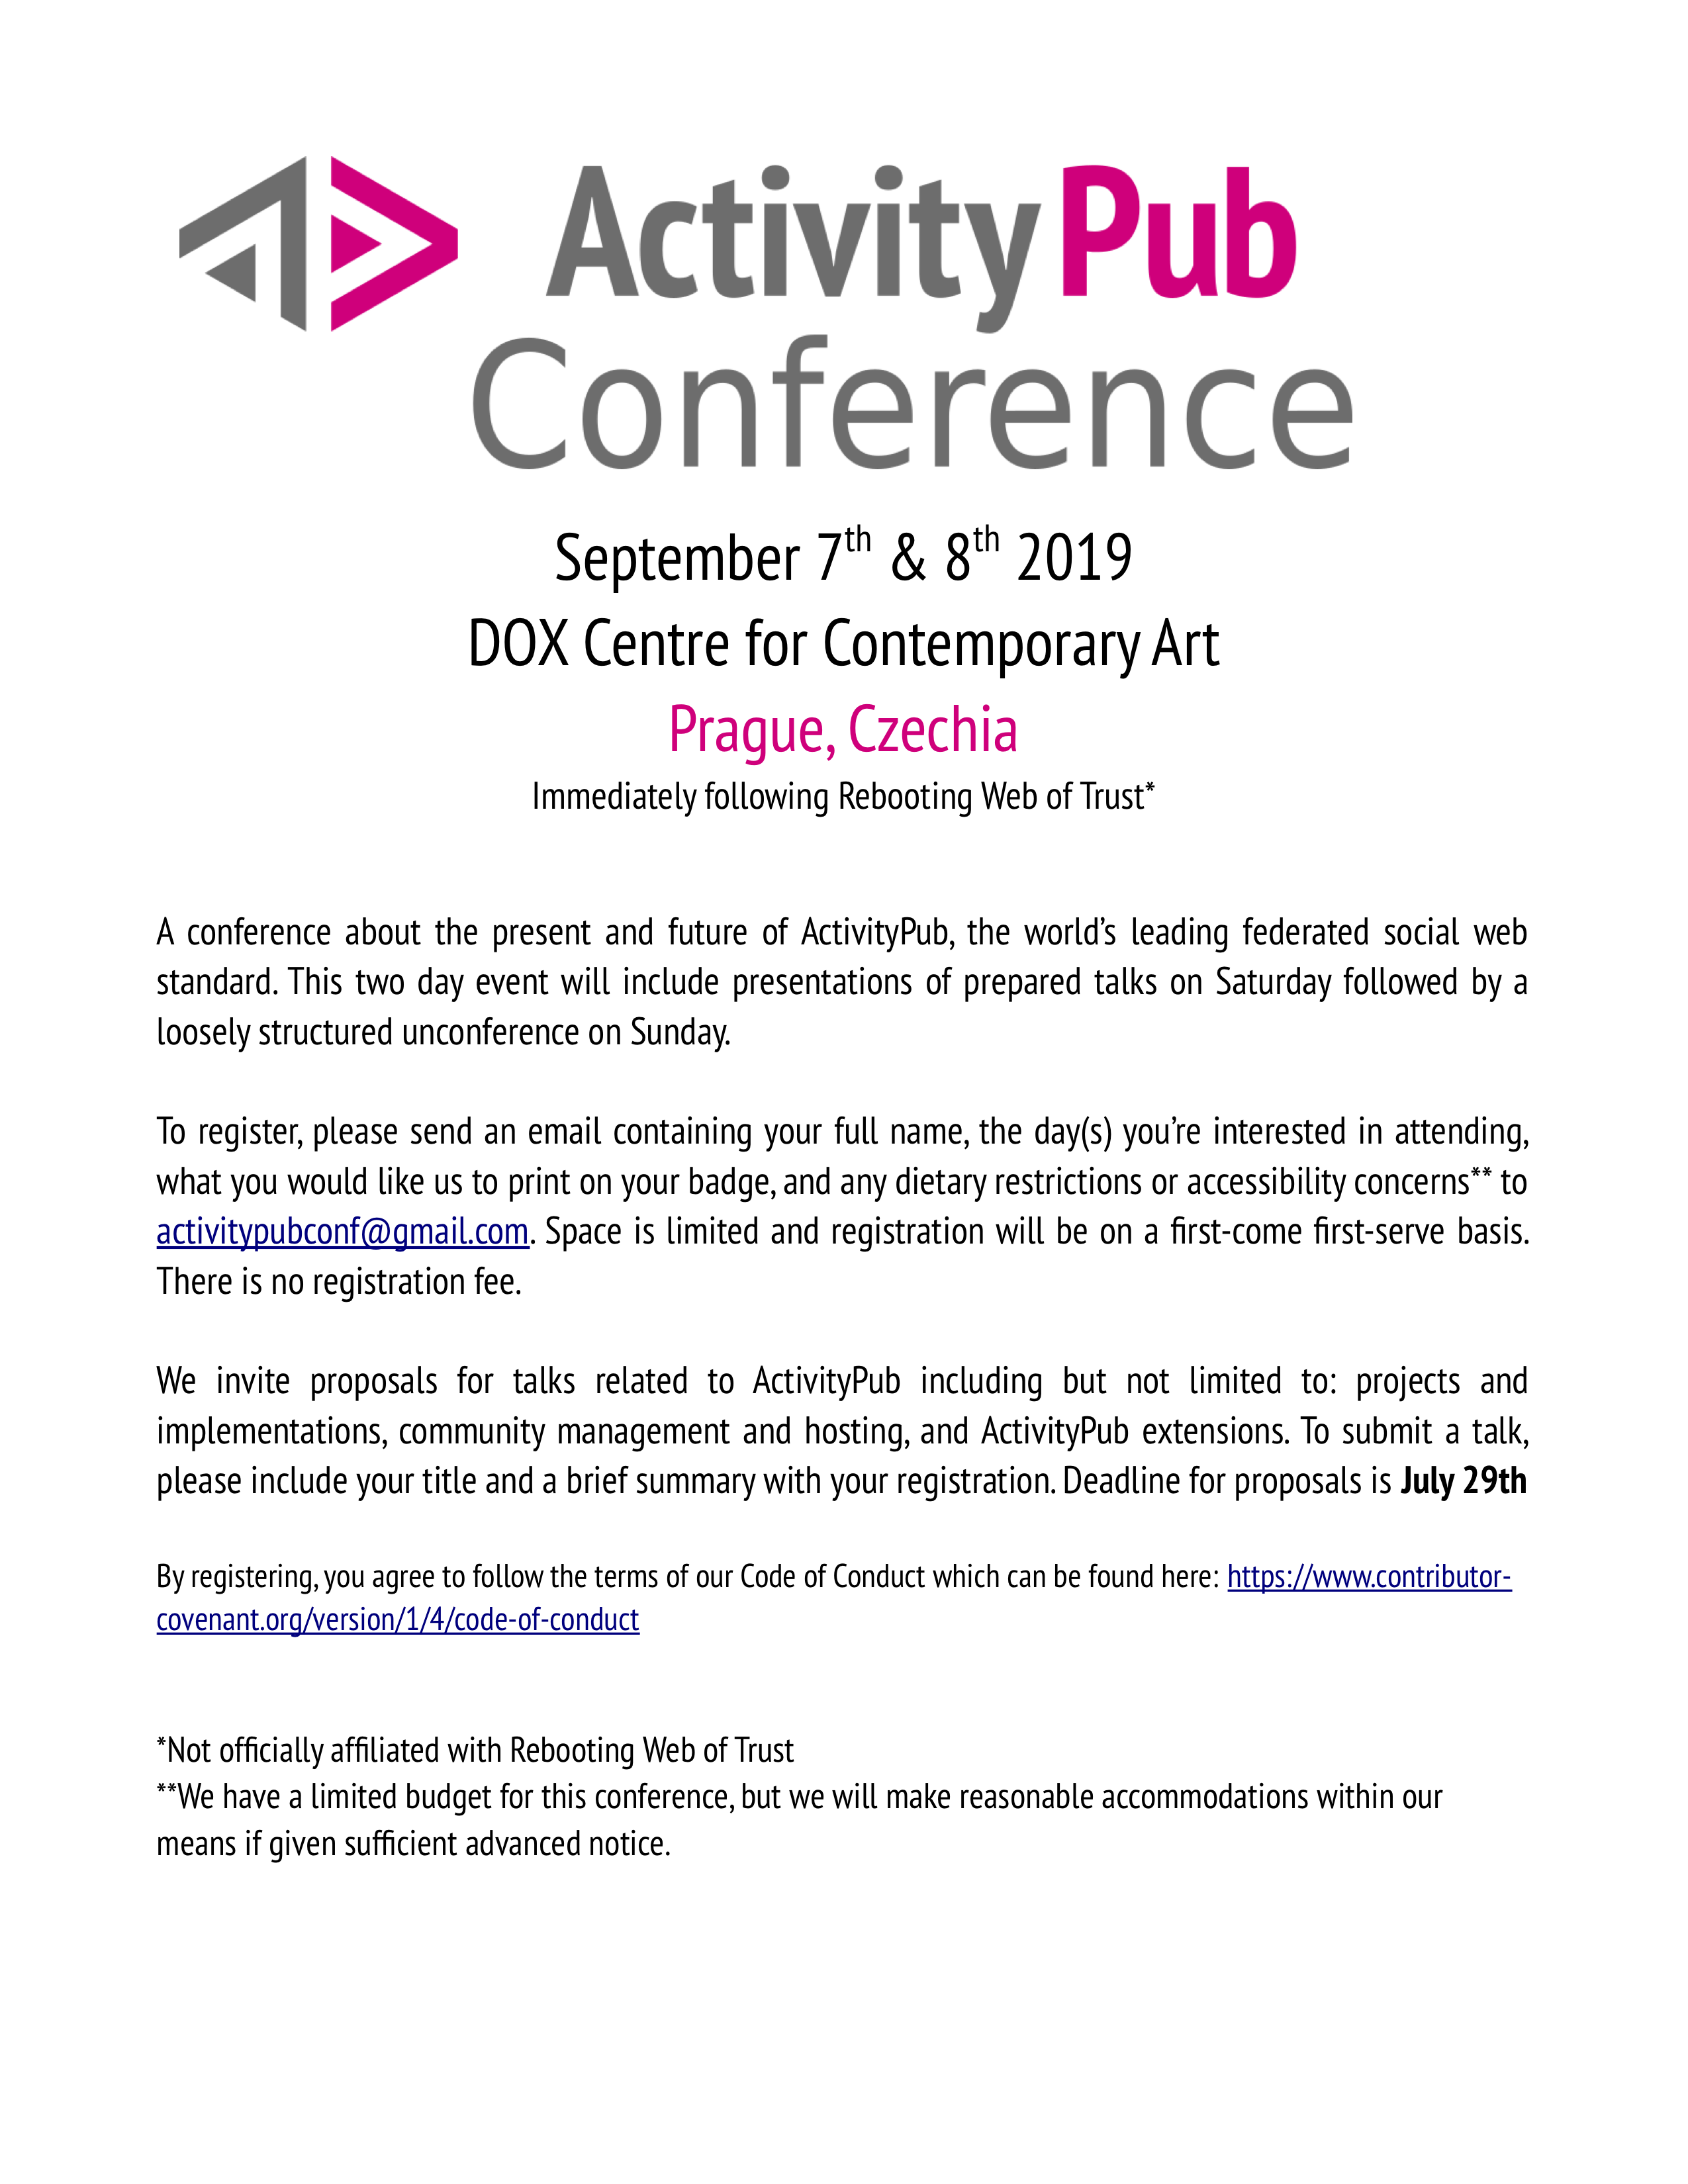 Activity Pub
Conference
September 7th & 8th 2019
DOX Centre for Contemporary Art
Prague, Czechia
Immediately following Rebooting Web of Trust*
A conference about the present and future of ActivityPub, the world’s leading federated social web
standard. This two day event will include presentations of prepared talks on Saturday followed by a
loosely structured unconference on Sunday.
To register, please send an email containing your full name, the day(s) you’re interested in attending,
what you would like us to print on your badge, and any dietary restrictions or accessibility concerns** to
activitypubconf@gmail.com. Space is limited and registration will be on a first-come first-serve basis.
There is no registration fee.
We invite proposals for talks related to ActivityPub including but not limited to: projects and
implementations, community management and hosting, and ActivityPub extensions. To submit a talk,
please include your title and a brief summary with your registration. Deadline for proposals is July 29th
By registering, you agree to follow the terms of our Code of Conduct which can be found here: https://www.contributor-
covenant.org/version/1/4/code-of-conduct
*Not officially affiliated with Rebooting Web of Trust
**We have a limited budget for this conference, but we will make reasonable accommodations within our
means if given sufficient advanced notice.